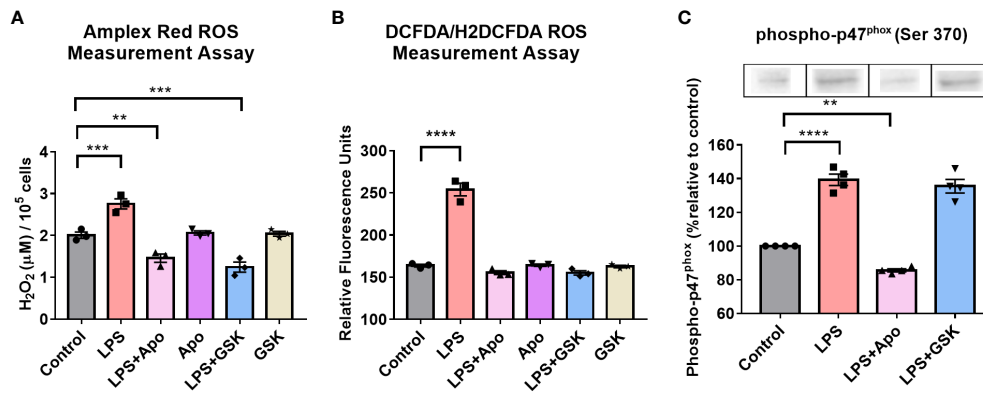 A
Amplex Red ROS
Measurement Assay
***
**
***
H₂O₂ (μM) / 10⁵ cells
4
3
2
1
0
Control
LPS
LPS+Apo
Apo
LPS+GSK
GSK
B
DCFDA/H2DCFDA ROS
Measurement Assay
****
Relative Fluorescence Units
300
250
200
150
100
Control
LPS
LPS+Apo
Apo
LPS+GSK
GSK
C
phospho-p47ᵖʰᵒˣ (Ser 370)
**
****
Phospho-p47ᵖʰᵒˣ (%relative to control)
160
140
120
100
80
60
Control
LPS
LPS+Apo
LPS+GSK